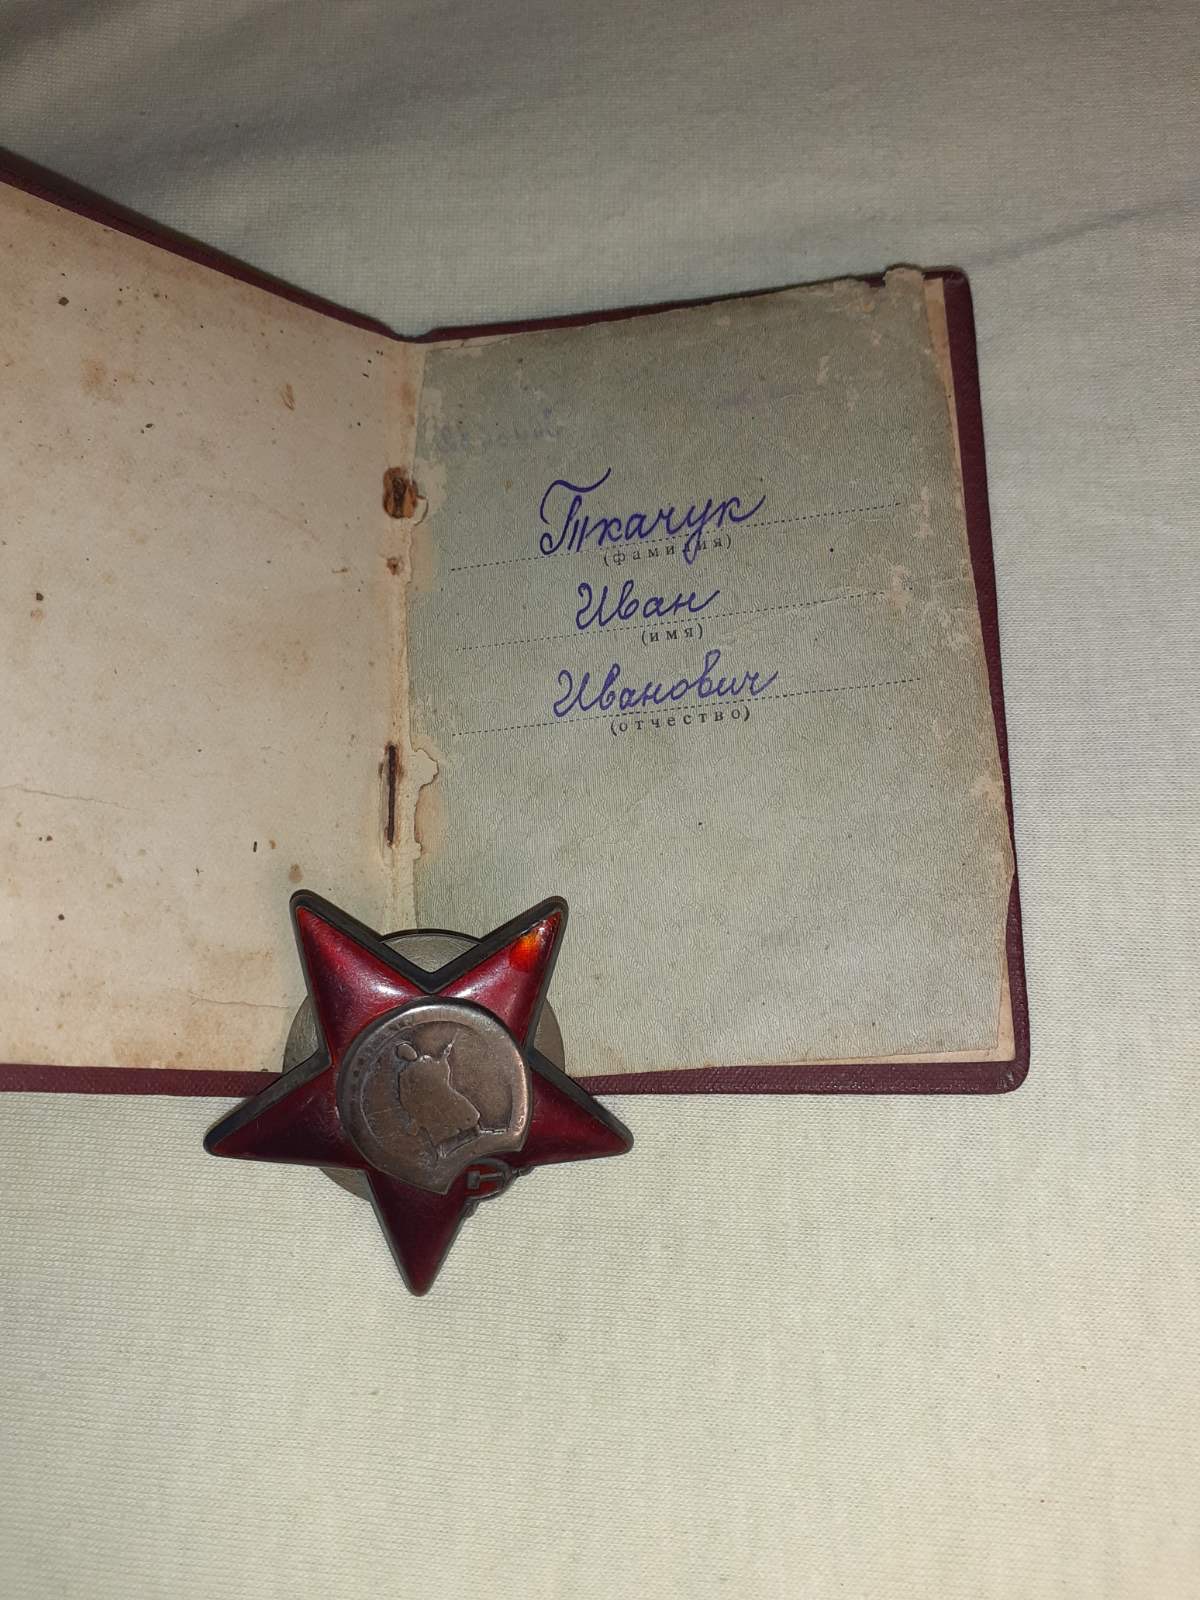 Ткачук
(фамилия)
Иван
(имя)
Иванович
(отчество)